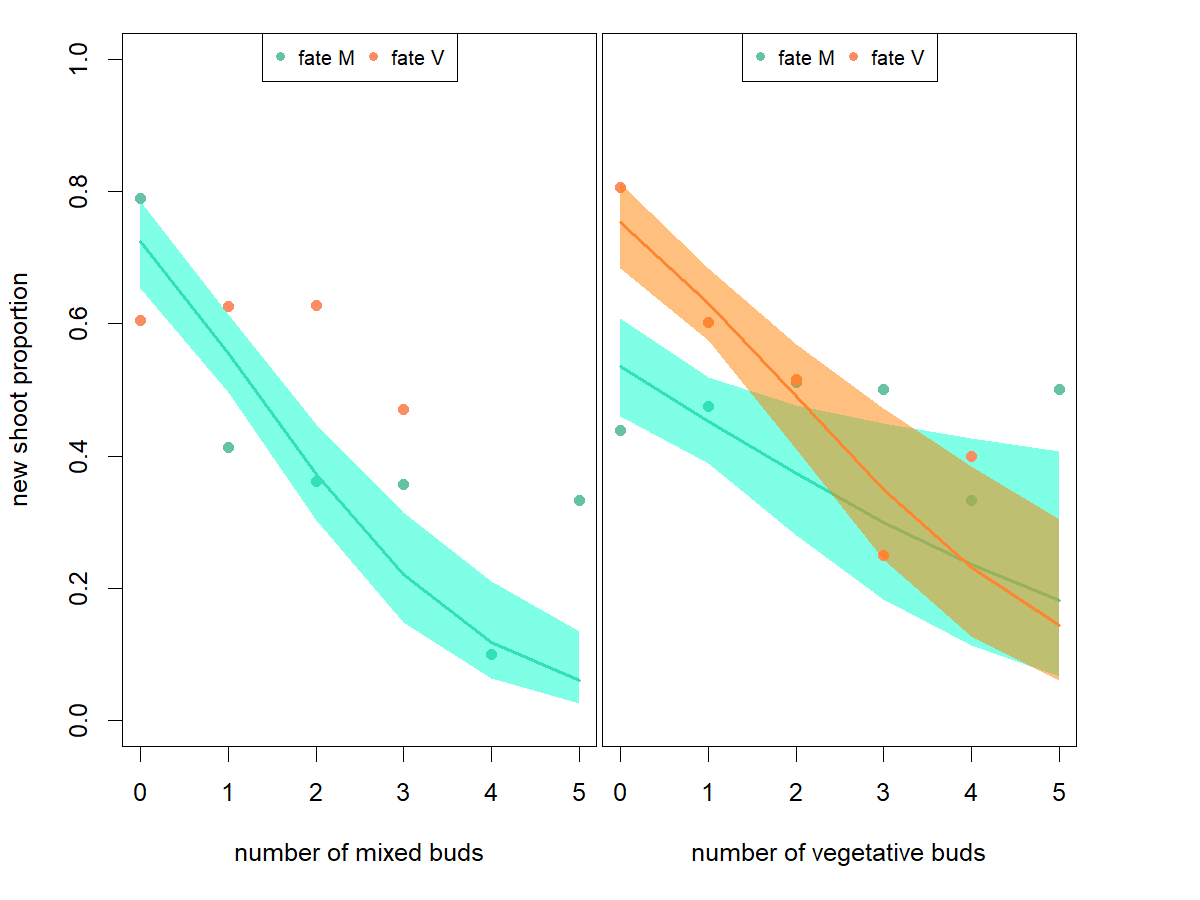 fate M fate V
fate M fate V
new shoot proportion
1.0
0.8
0.6
0.4
0.2
0.0
0 1 2 3 4 5
0 1 2 3 4 5
number of mixed buds
number of vegetative buds